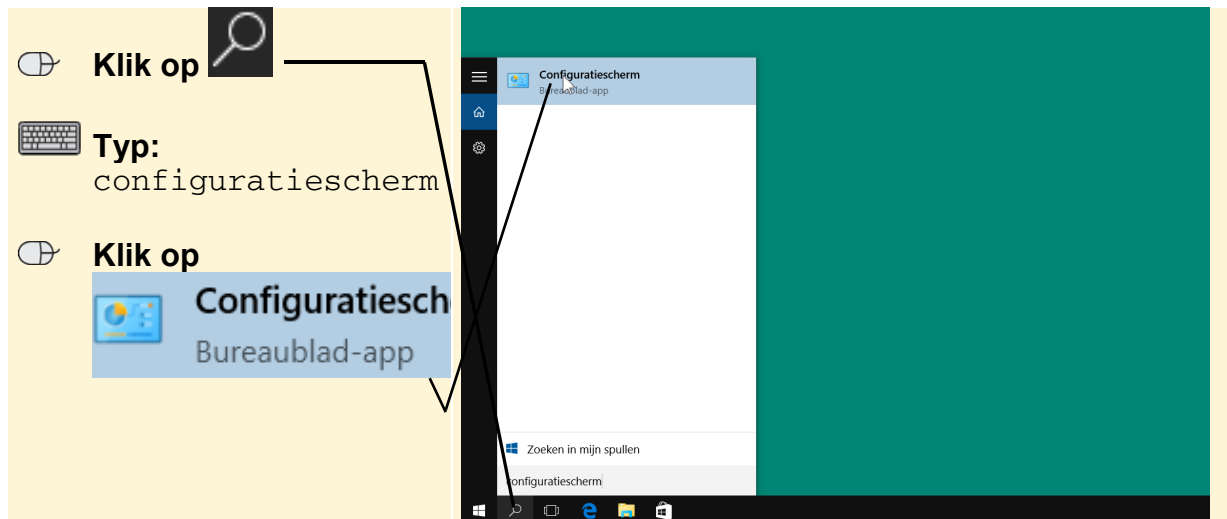 Klik op
Typ:
configuratiescherm
Klik op
Configuratiesch
Bureaublad-app
Configuratiescherm
Bureaublad-app
Zoeken in mijn spullen
configuratiescherm